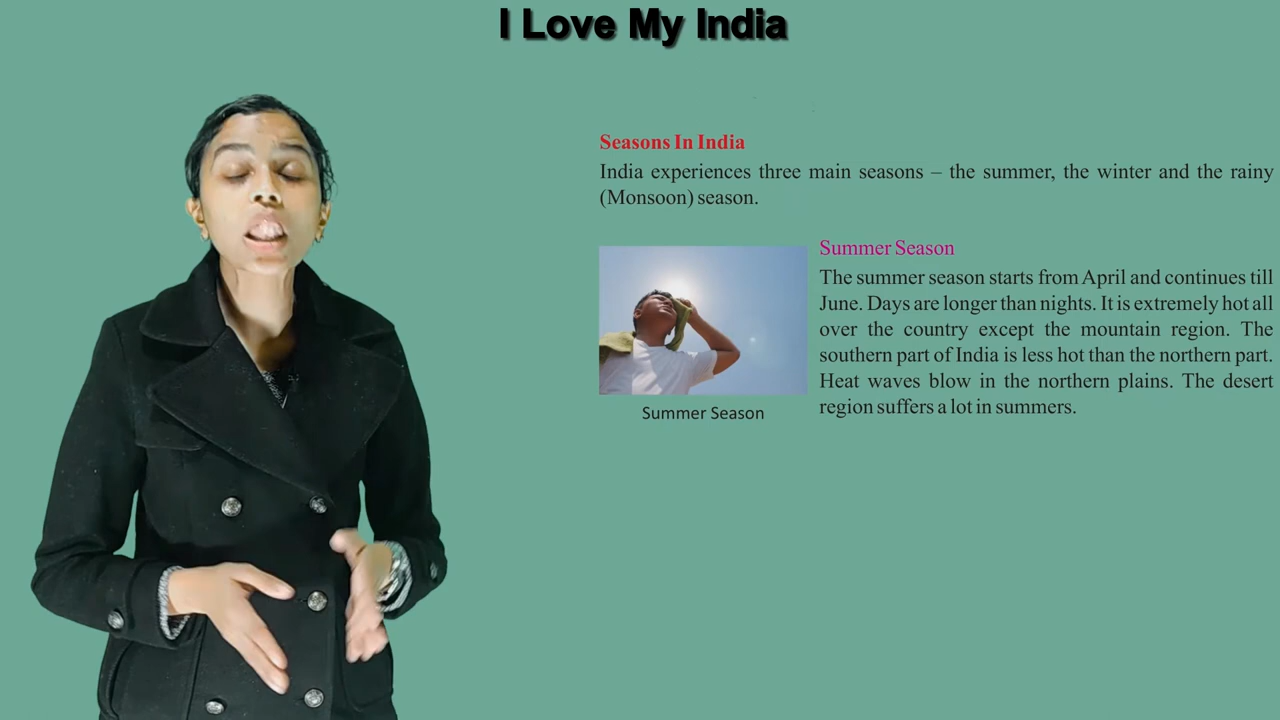 I Love My India
Seasons In India
India experiences three main seasons – the summer, the winter and the rainy
(Monsoon) season.
Summer Season
The summer season starts from April and continues till
June. Days are longer than nights. It is extremely hot all
over the country except the mountain region. The
southern part of India is less hot than the northern part.
Heat waves blow in the northern plains. The desert
region suffers a lot in summers.
Summer Season